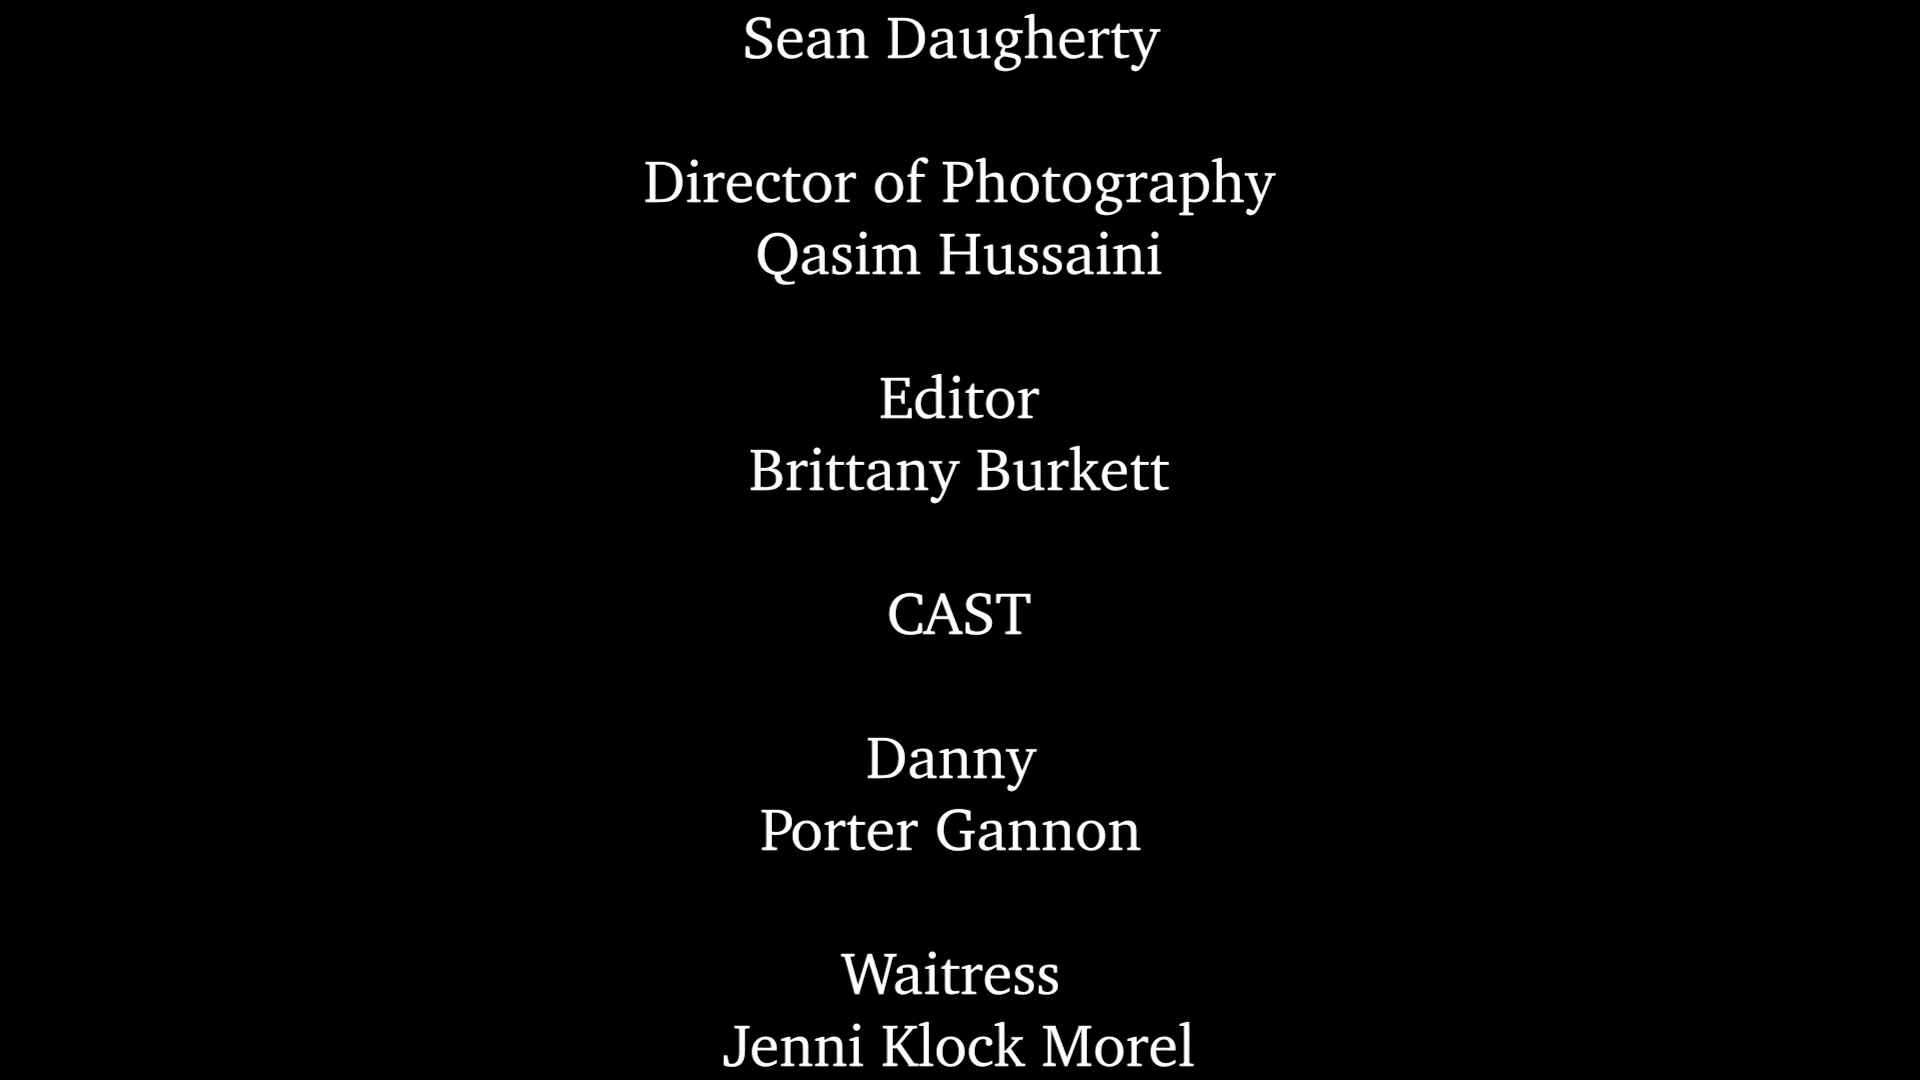 Sean Daugherty
Director of Photography
Qasim Hussaini
Editor
Brittany Burkett
CAST
Danny
Porter Gannon
Waitress
Jenni Klock Morel